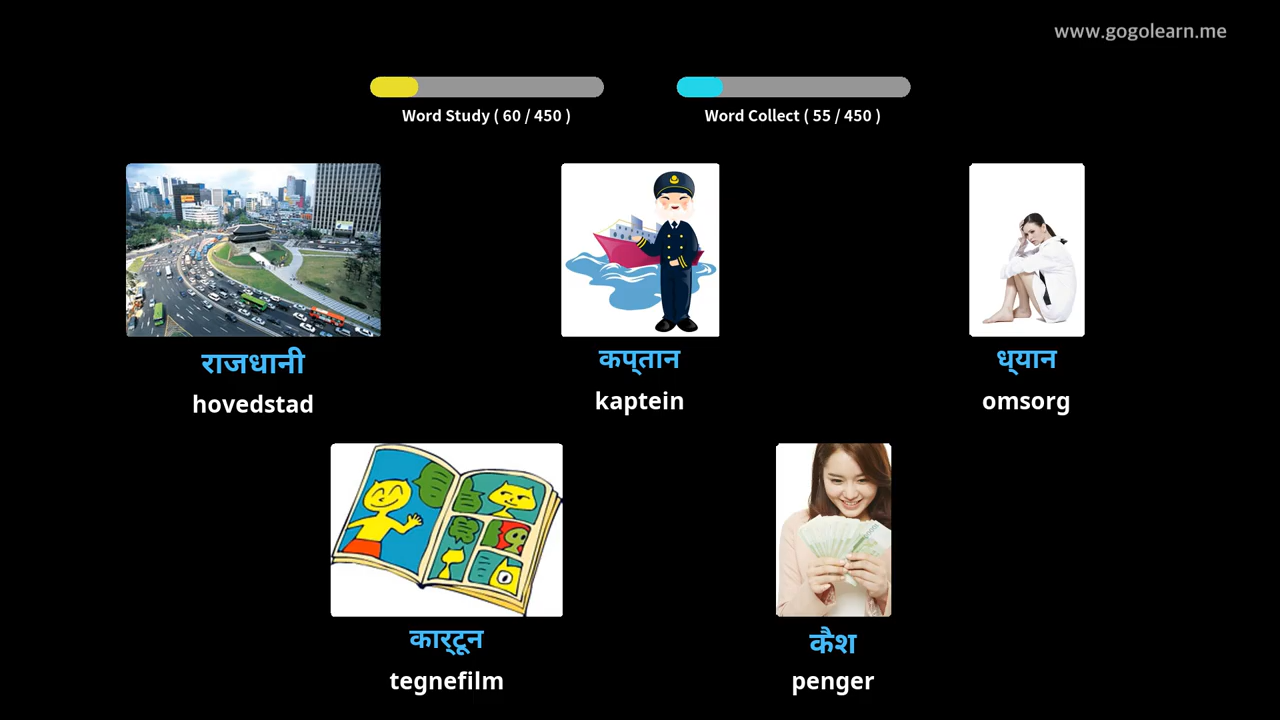 www.gogolearn.me
Word Study ( 60 / 450 )
Word Collect ( 55 / 450 )
राजधानी
hovedstad
कप्तान
kaptein
ध्यान
omsorg
कार्टून
tegnefilm
कैश
penger